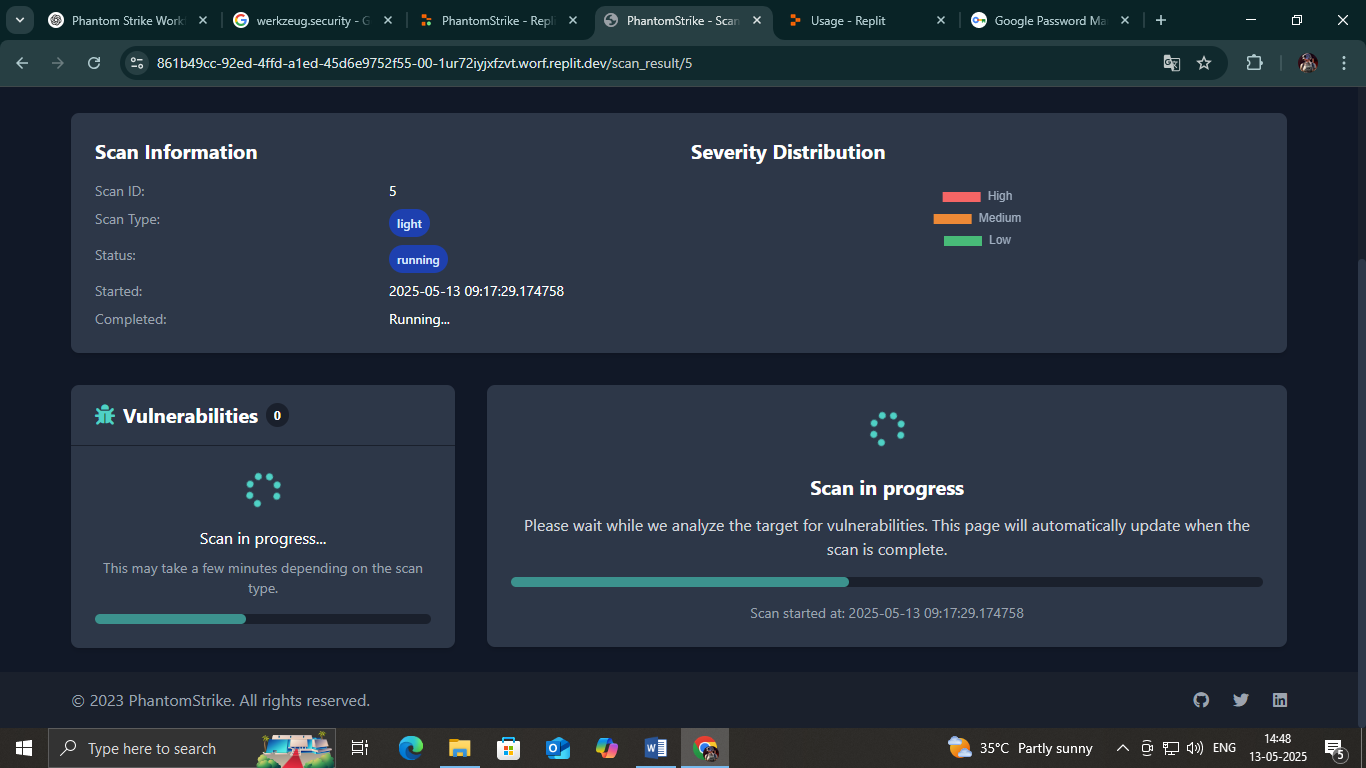 Phantom Strike Work
werkzeug.security - G
PhantomStrike - Repli
PhantomStrike - Scan
Usage - Replit
Google Password Ma
861b49cc-92ed-4ffd-a1ed-45d6e9752f55-00-1ur72iyjxfzvt.worf.replit.dev/scan_result/5
Scan Information
Scan ID: 5
Scan Type: light
Status: running
Started: 2025-05-13 09:17:29.174758
Completed: Running...
Severity Distribution
High
Medium
Low
Vulnerabilities 0
Scan in progress...
This may take a few minutes depending on the scan
type.
Scan in progress
Please wait while we analyze the target for vulnerabilities. This page will automatically update when the
scan is complete.
Scan started at: 2025-05-13 09:17:29.174758
© 2023 PhantomStrike. All rights reserved.
Type here to search
35°C Partly sunny
ENG
14:48
13-05-2025
5